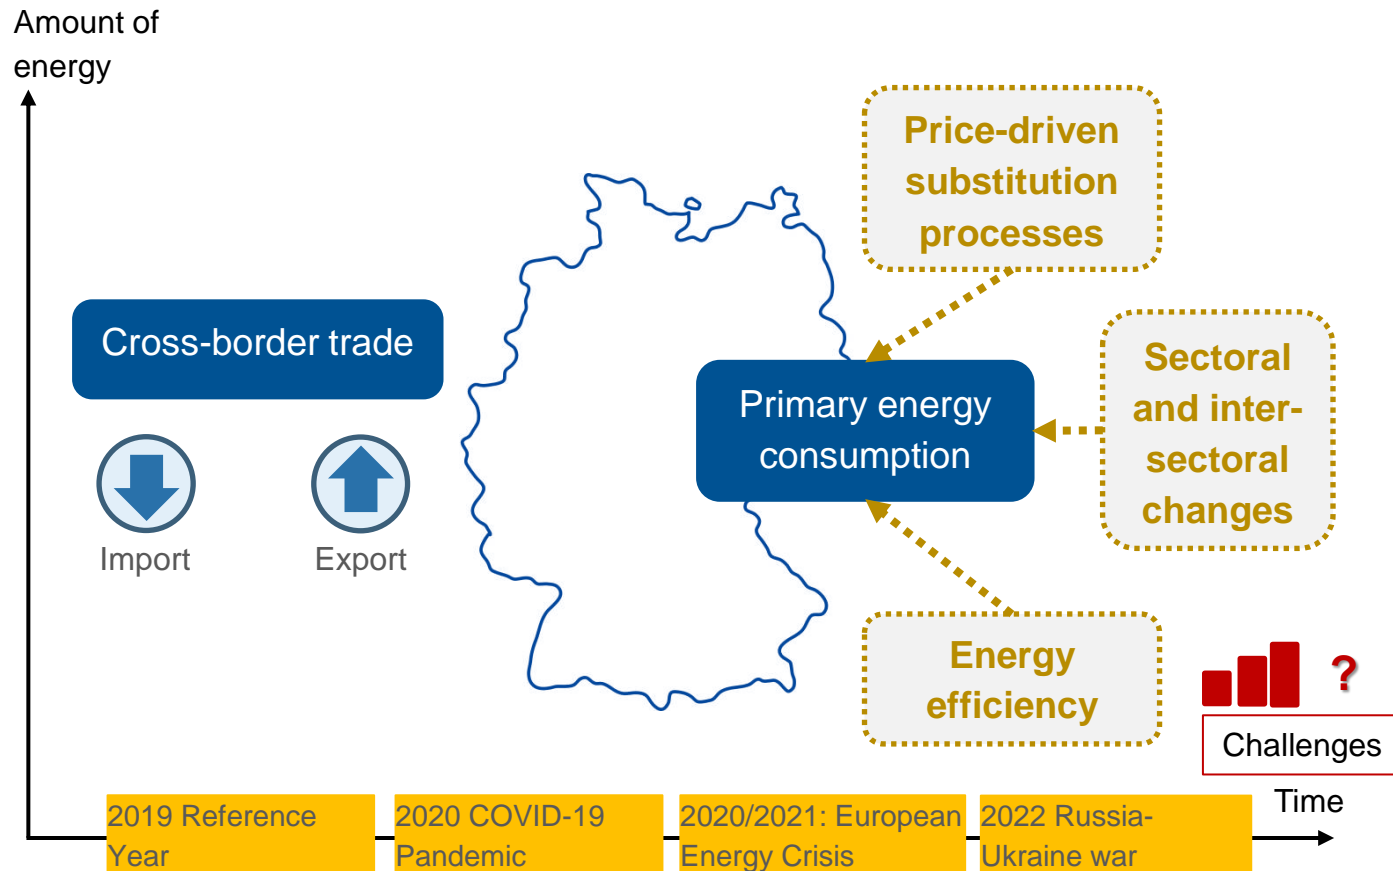 Amount of
energy
Price-driven
substitution
processes
Cross-border trade
Sectoral
and inter-
sectoral
changes
Primary energy
consumption
Import
Export
Energy
efficiency
?
Challenges
Time
2019 Reference
Year
2020 COVID-19
Pandemic
2020/2021: European
Energy Crisis
2022 Russia-
Ukraine war